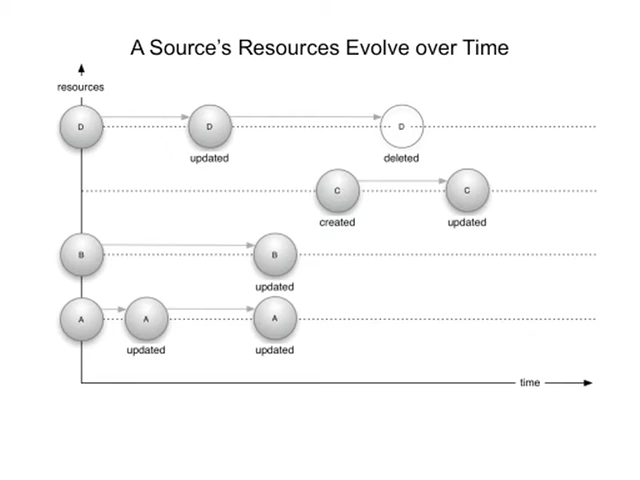 A Source's Resources Evolve over Time
resources
D D D
updated deleted
C C
created updated
B B
updated
A A A
updated updated
time